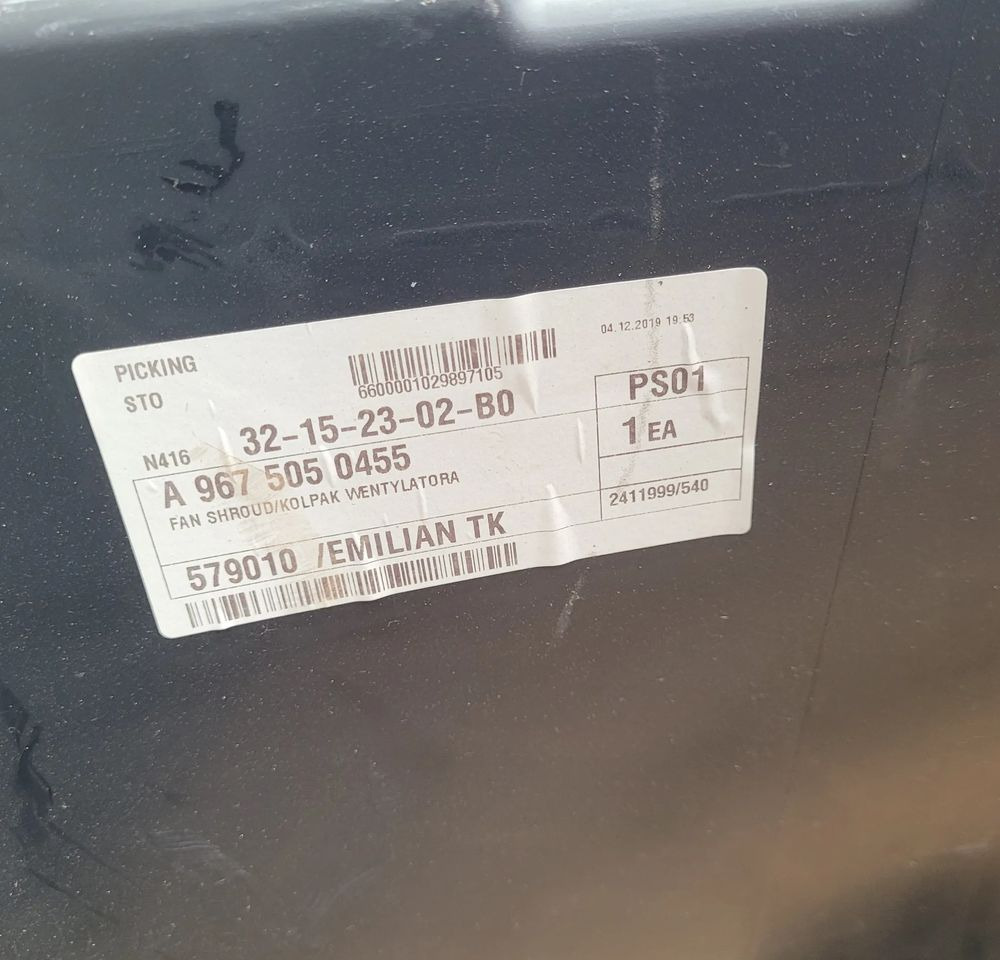 PICKING
04.12.2019 19:53
STO
6600001029897105
PS01
N416 32-15-23-02-B0
1 EA
A 967 505 0455
FAN SHROUD/KOLPAK WENTYLATORA
2411999/540
579010 /EMILIAN TK